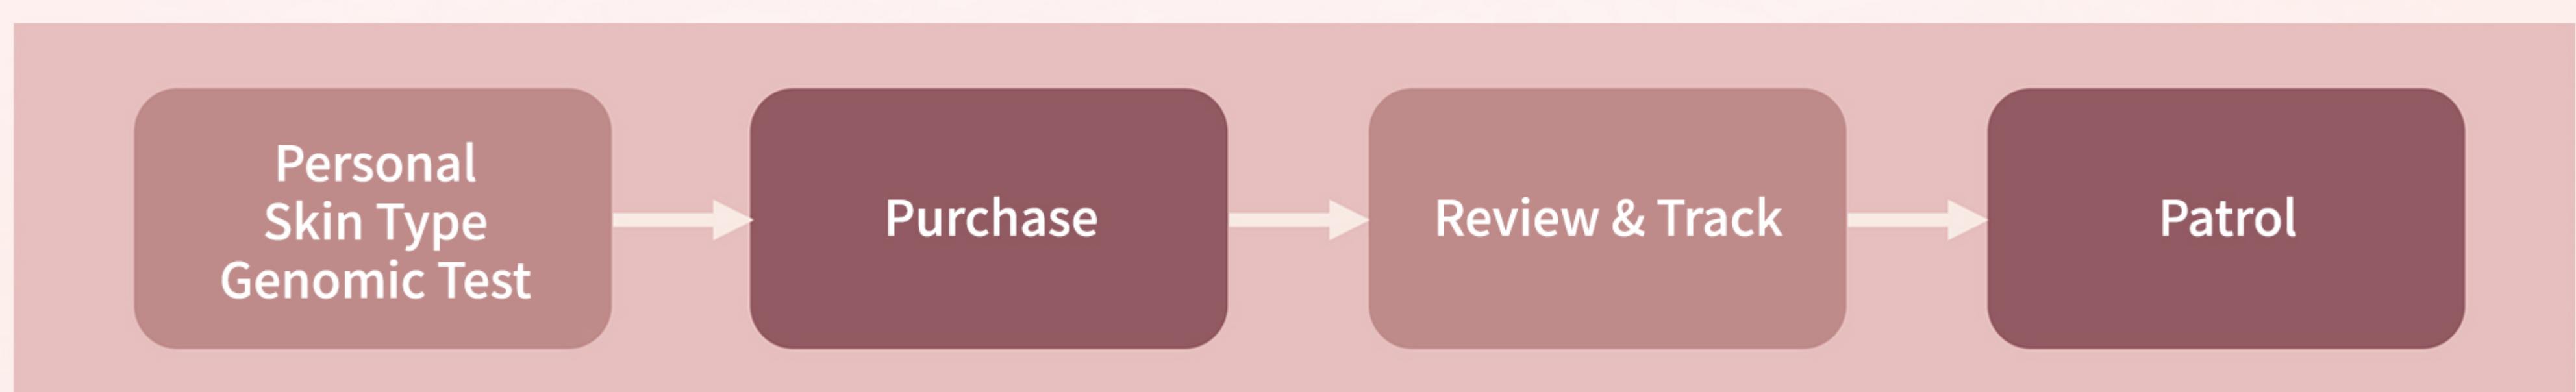 Personal
Skin Type
Genomic Test
Purchase
Review & Track
Patrol